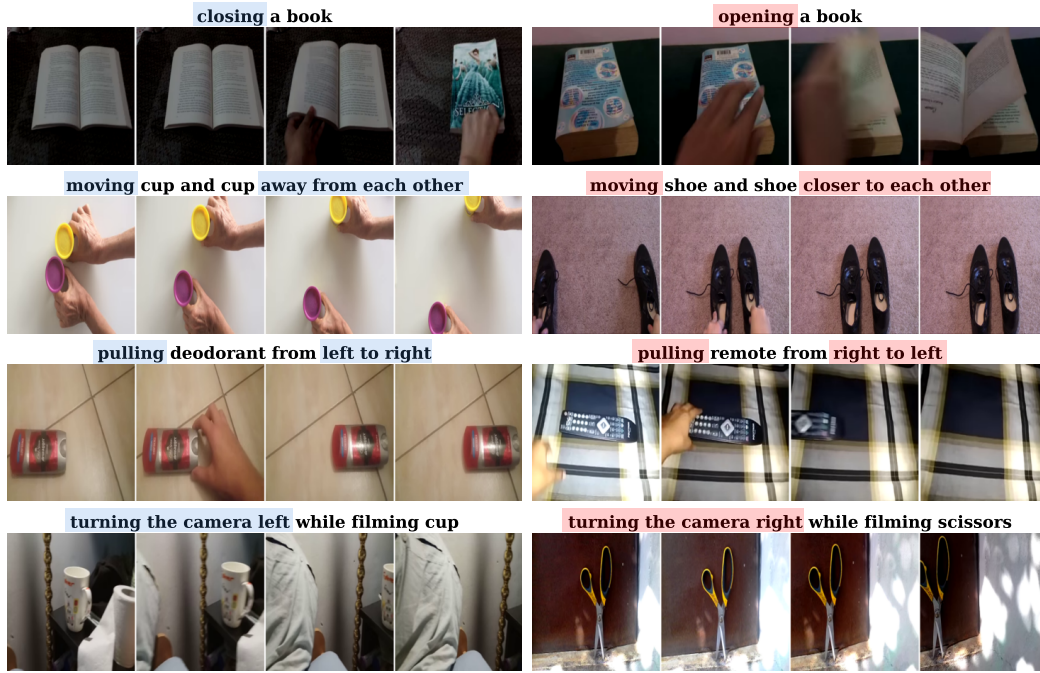 closing a book
opening a book
SELEC
moving cup and cup away from each other
moving shoe and shoe closer to each other
pulling deodorant from left to right
pulling remote from right to left
turning the camera left while filming cup
turning the camera right while filming scissors